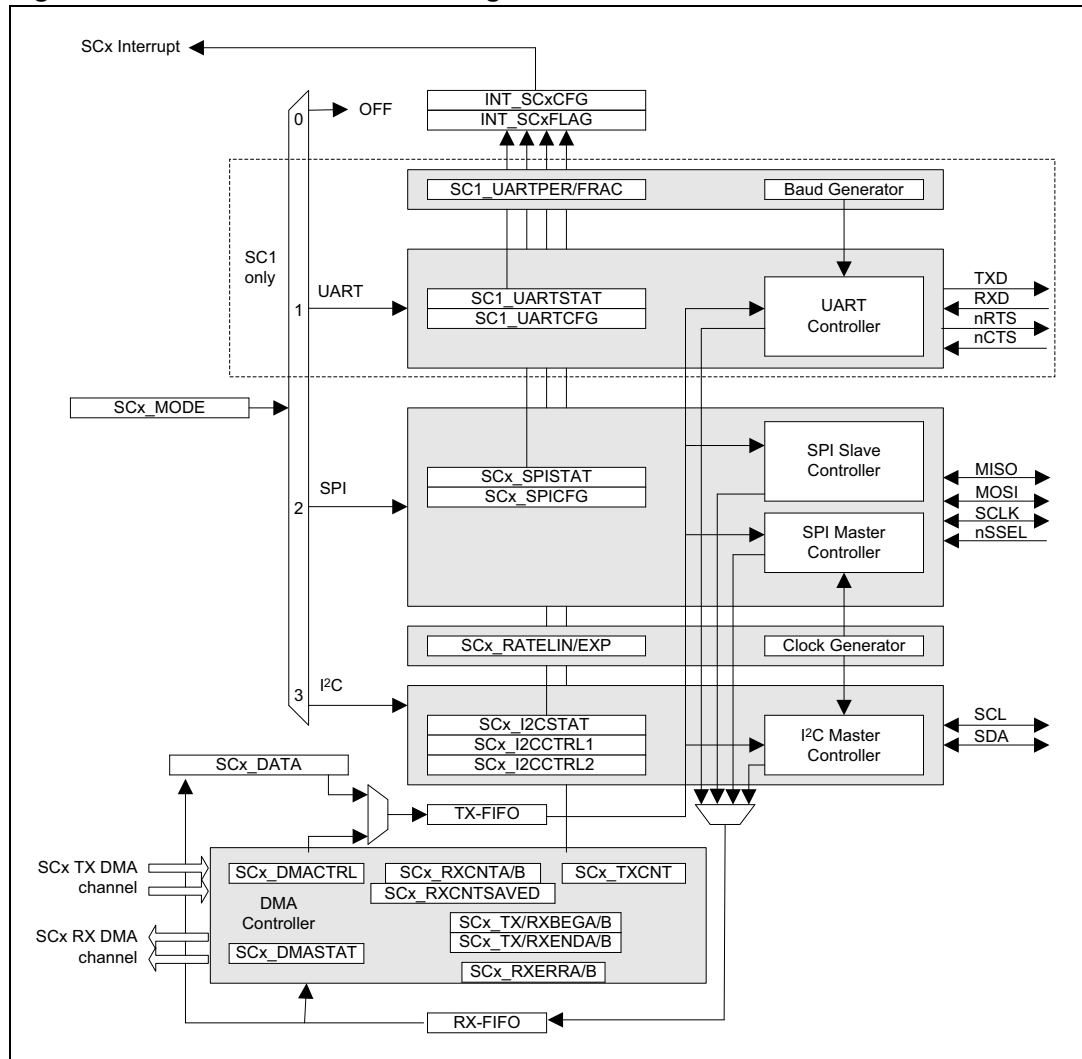 SCx Interrupt
INT_SCxCFG
INT_SCxFLAG
0
OFF
SC1_UARTPER/FRAC
Baud Generator
SC1
only
UART
1
SC1_UARTSTAT
SC1_UARTCFG
UART
Controller
TXD
RXD
nRTS
nCTS
SCx_MODE
SPI
2
SCx_SPISTAT
SCx_SPICFG
SPI Slave
Controller
SPI Master
Controller
MISO
MOSI
SCLK
nSSEL
SCx_RATELIN/EXP
Clock Generator
I²C
3
SCx_I2CSTAT
SCx_I2CCTRL1
SCx_I2CCTRL2
I²C Master
Controller
SCL
SDA
SCx_DATA
TX-FIFO
SCx TX DMA
channel
SCx_DMACTRL
SCx_RXCNTA/B
SCx_TXCNT
SCx_RXCNTSAVED
DMA
Controller
SCx_TX/RXBEGA/B
SCx_TX/RXENDA/B
SCx RX DMA
channel
SCx_DMASTAT
SCx_RXERRA/B
RX-FIFO